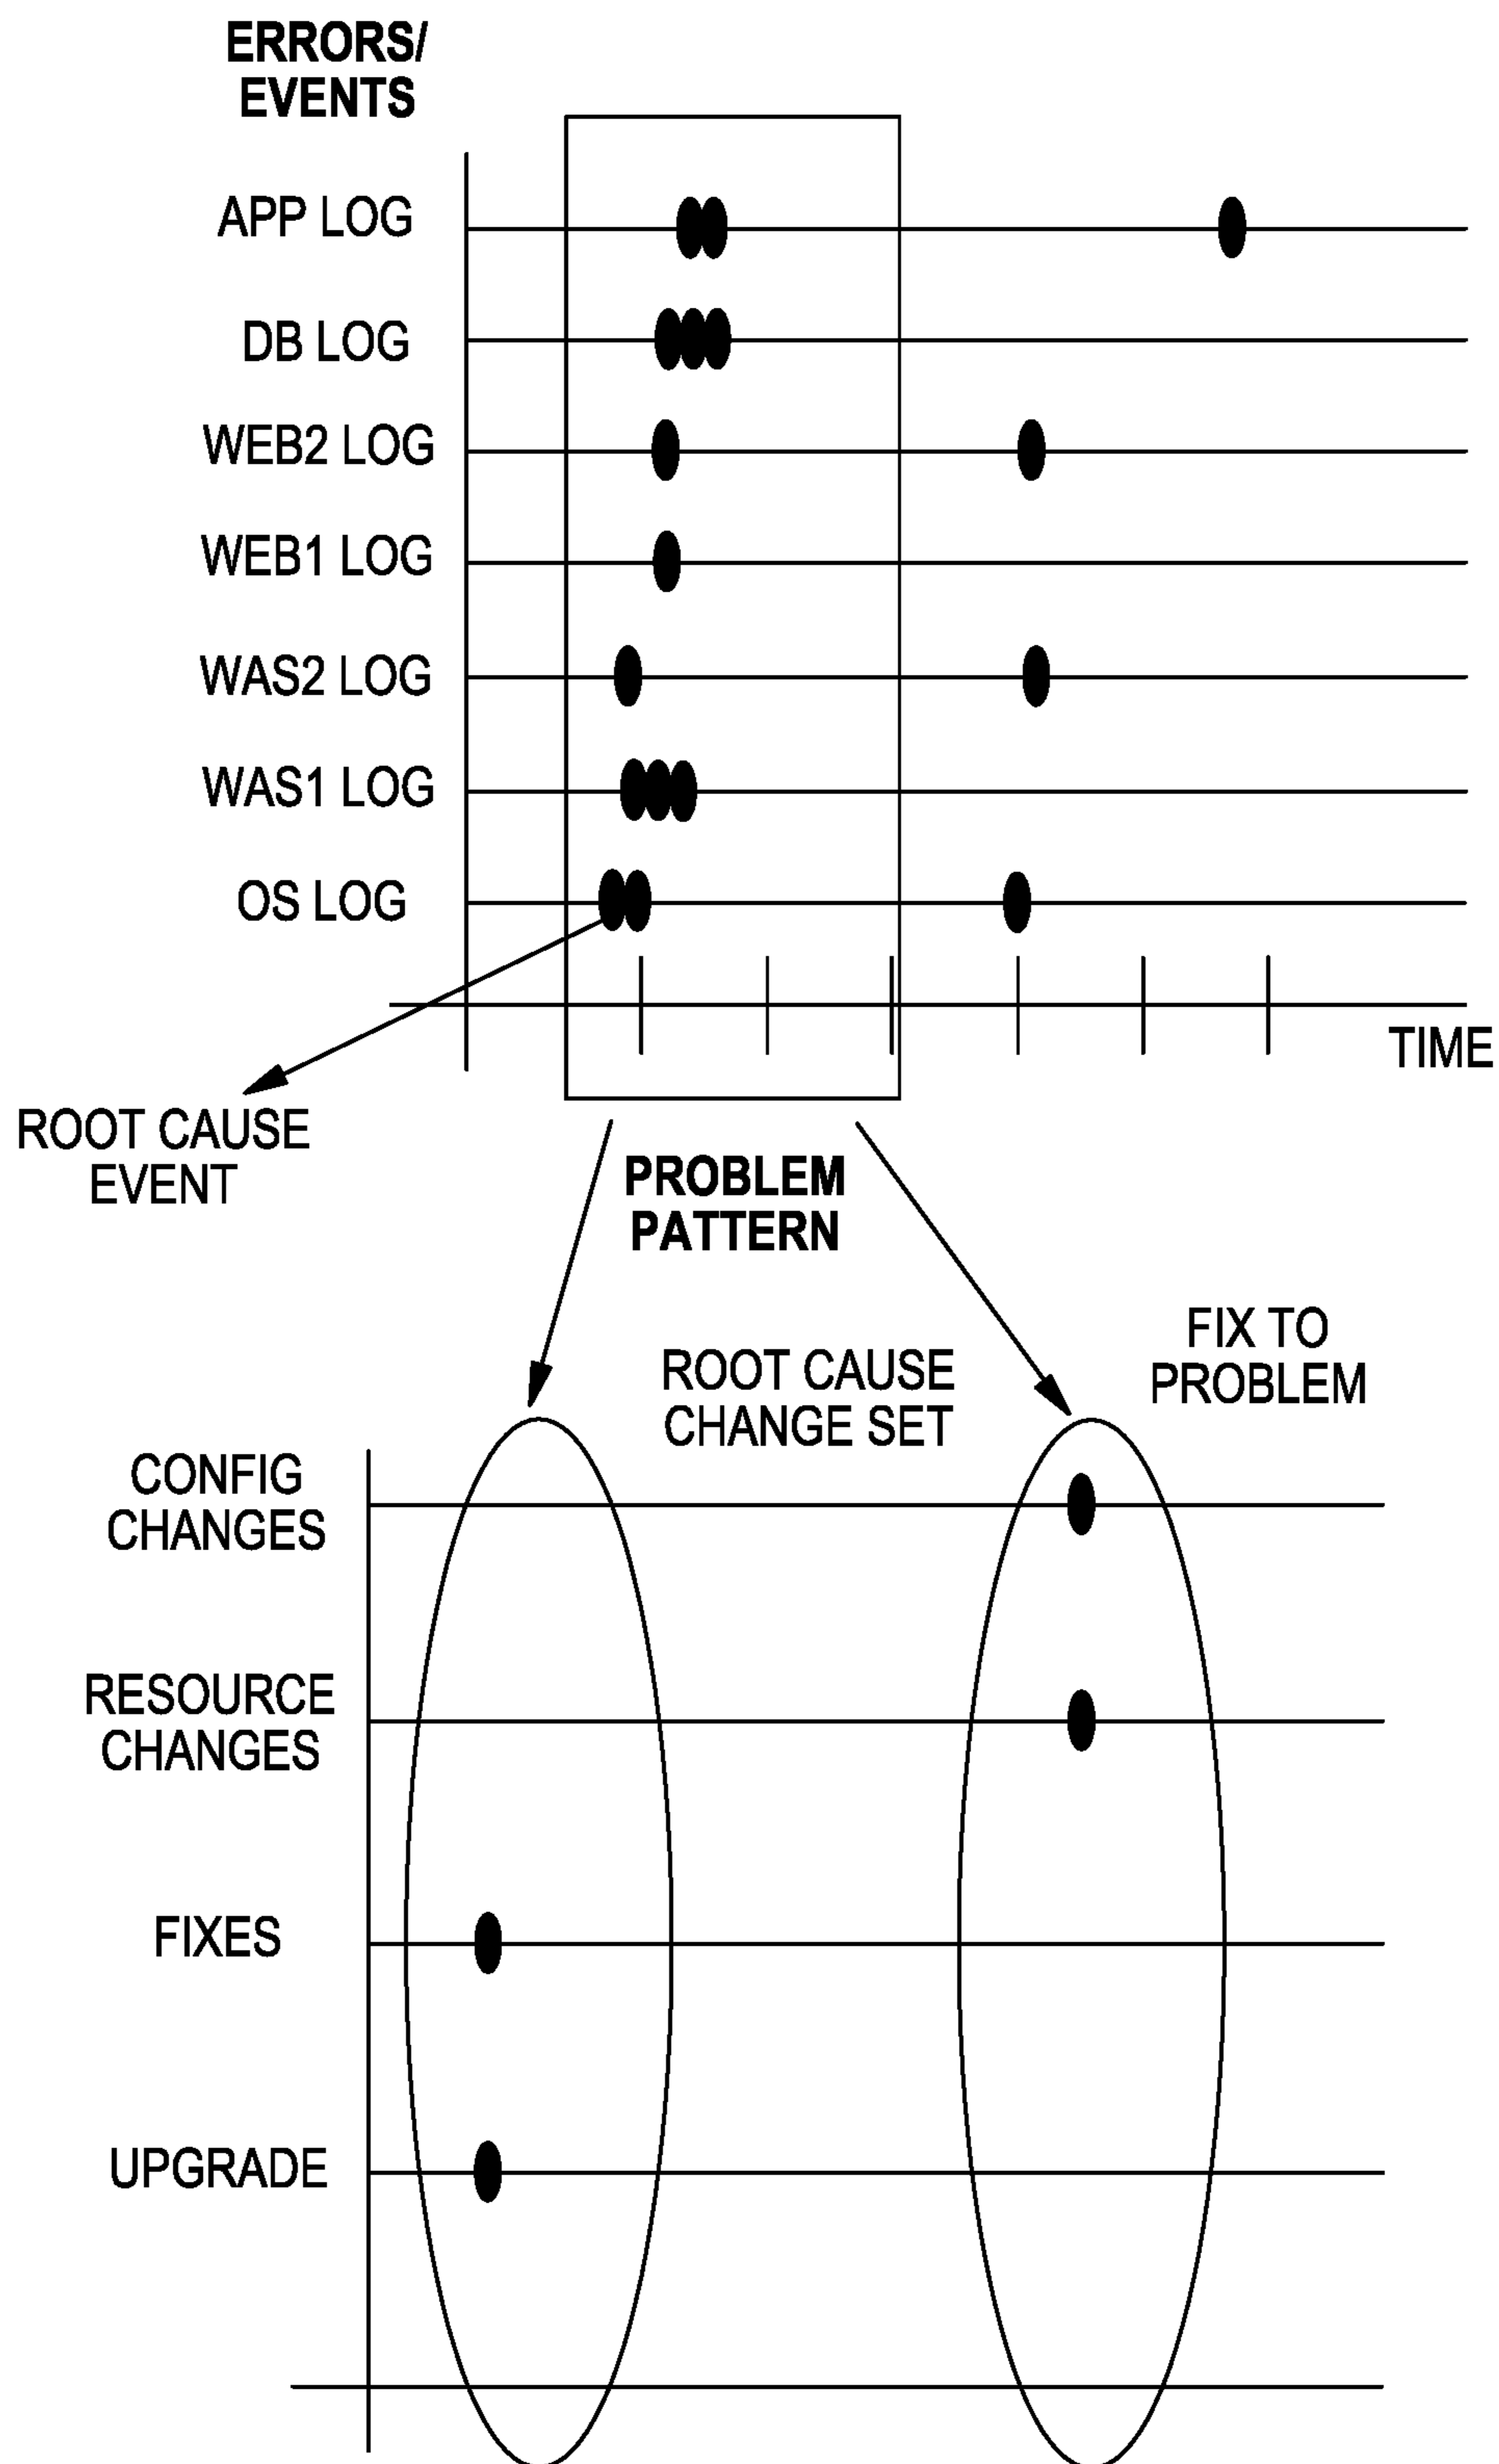 ERRORS/
EVENTS
APP LOG
DB LOG
WEB2 LOG
WEB1 LOG
WAS2 LOG
WAS1 LOG
OS LOG
TIME
ROOT CAUSE
EVENT
PROBLEM
PATTERN
ROOT CAUSE
CHANGE SET
FIX TO
PROBLEM
CONFIG
CHANGES
RESOURCE
CHANGES
FIXES
UPGRADE